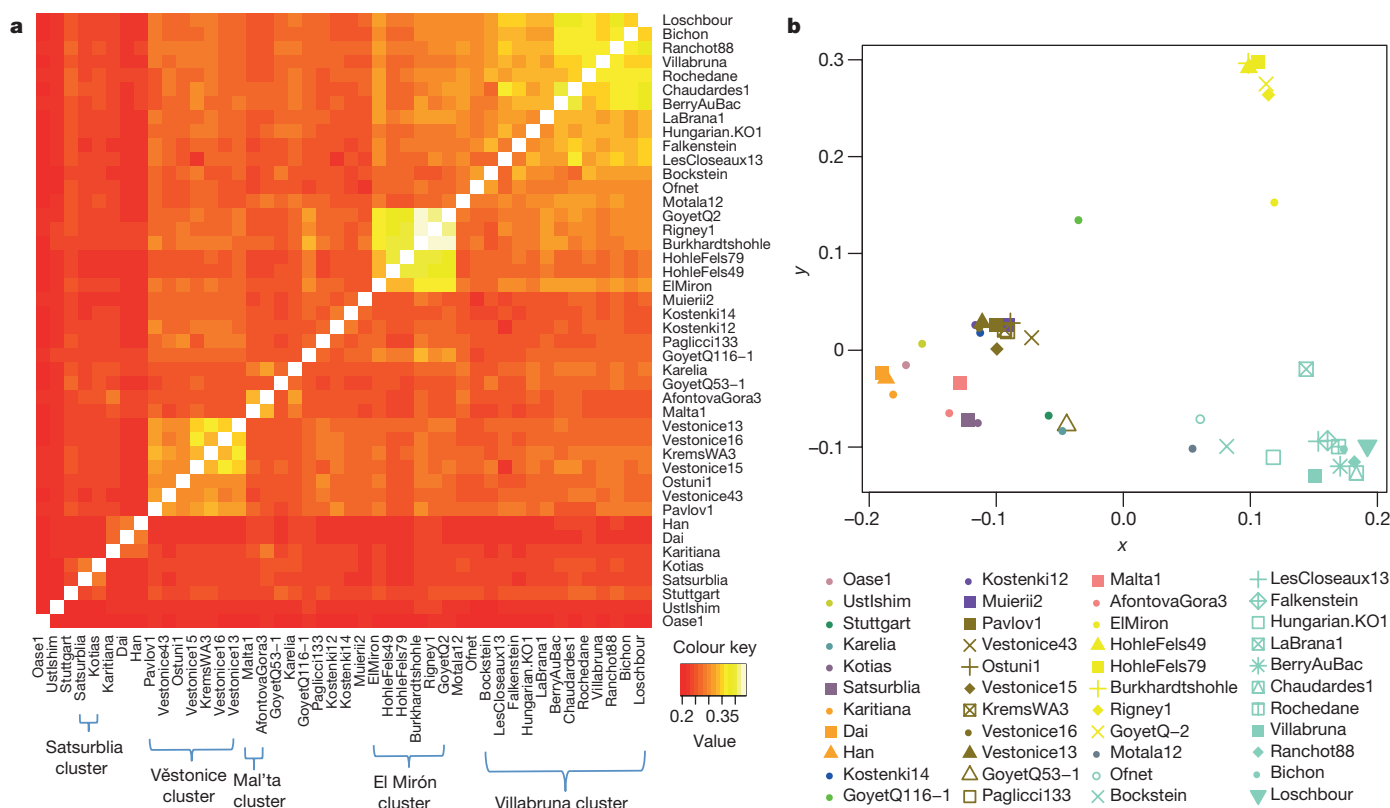 a
Loschbour
Bichon
Ranchot88
Villabruna
Rochedane
Chaudardes1
BerryAuBac
LaBrana1
Hungarian.KO1
Falkenstein
LesCloseaux13
Bockstein
Ofnet
Motala12
GoyetQ2
Rigney1
Burkhardtshohle
HohleFels79
HohleFels49
ElMiron
Muierii2
Kostenki14
Kostenki12
Paglicci133
GoyetQ116-1
Karelia
GoyetQ53-1
AfontovaGora3
Malta1
Vestonice13
Vestonice16
KremsWA3
Vestonice15
Ostuni1
Vestonice43
Pavlov1
Han
Dai
Karitiana
Kotias
Satsurblia
Stuttgart
UstIshim
Oase1
Oase1
UstIshim
Stuttgart
Satsurblia
Kotias
Karitiana
Dai
Han
Pavlov1
Vestonice43
Ostuni1
Vestonice15
KremsWA3
Vestonice16
Vestonice13
Malta1
AfontovaGora3
GoyetQ53-1
Karelia
GoyetQ116-1
Paglicci133
Kostenki12
Kostenki14
Muierii2
ElMiron
HohleFels49
HohleFels79
Burkhardtshohle
Rigney1
GoyetQ2
Motala12
Ofnet
Bockstein
LesCloseaux13
Falkenstein
Hungarian.KO1
LaBrana1
BerryAuBac
Chaudardes1
Rochedane
Villabruna
Ranchot88
Bichon
Loschbour
Satsurblia
cluster
Věstonice
cluster
Mal'ta
cluster
El Mirón
cluster
Villabruna cluster
Colour key
0.2 0.35
Value
b
0.3
0.2
0.1
0
−0.1
y
−0.2 −0.1 0.0 0.1 0.2
x
Oase1
UstIshim
Stuttgart
Karelia
Kotias
Satsurblia
Karitiana
Dai
Han
Kostenki14
GoyetQ116-1
Kostenki12
Muierii2
Pavlov1
Vestonice43
Ostuni1
Vestonice15
KremsWA3
Vestonice16
Vestonice13
GoyetQ53-1
Paglicci133
Malta1
AfontovaGora3
ElMiron
HohleFels49
HohleFels79
Burkhardtshohle
Rigney1
GoyetQ-2
Motala12
Ofnet
Bockstein
LesCloseaux13
Falkenstein
Hungarian.KO1
LaBrana1
BerryAuBac
Chaudardes1
Rochedane
Villabruna
Ranchot88
Bichon
Loschbour